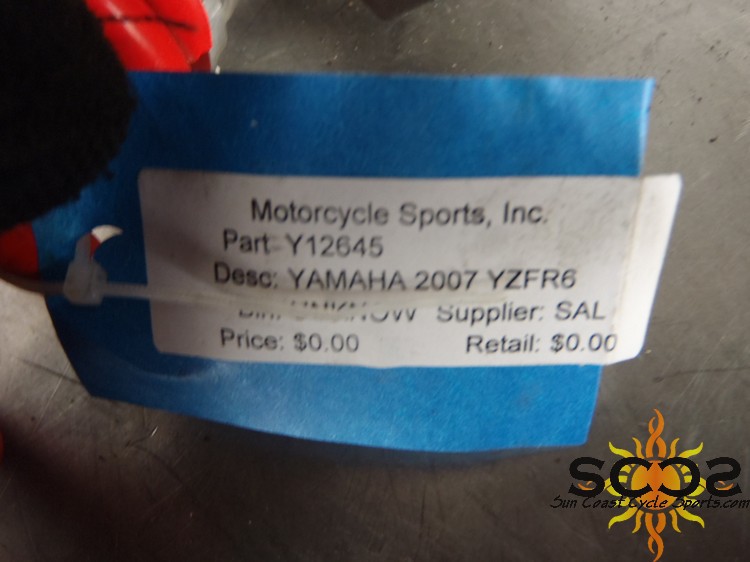 Motorcycle Sports, Inc.
Part Y12645
Desc: YAMAHA 2007 YZFR6
Supplier: SAL
Price: $0.00 Retail: $0.00
SCCS
Sun Coast Cycle Sports.com